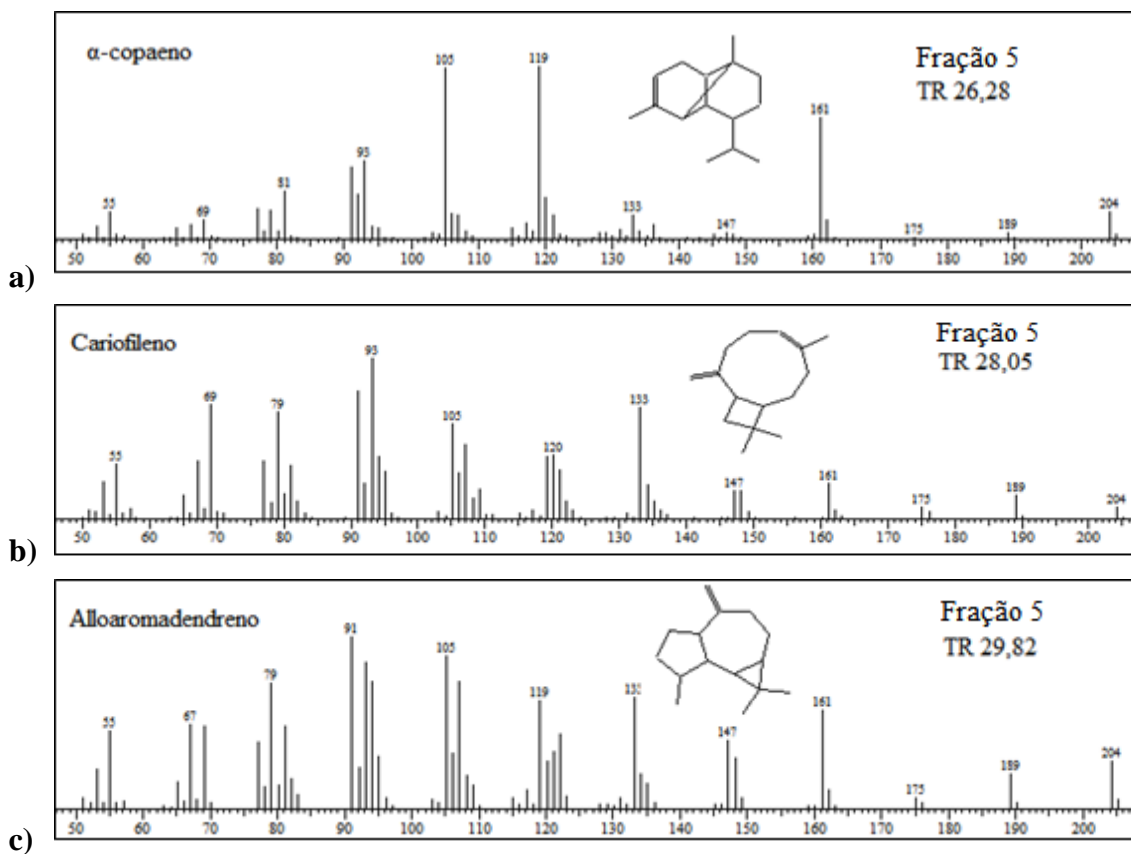 α-copaeno
Fração 5
TR 26,28
55 69 81 93 105 119 133 147 161 175 189 204
50 60 70 80 90 100 110 120 130 140 150 160 170 180 190 200
a)
Cariofileno
Fração 5
TR 28,05
55 69 79 93 105 120 133 147 161 175 189 204
50 60 70 80 90 100 110 120 130 140 150 160 170 180 190 200
b)
Alloaromadendreno
Fração 5
TR 29,82
55 67 79 91 105 119 133 147 161 175 189 204
50 60 70 80 90 100 110 120 130 140 150 160 170 180 190 200
c)